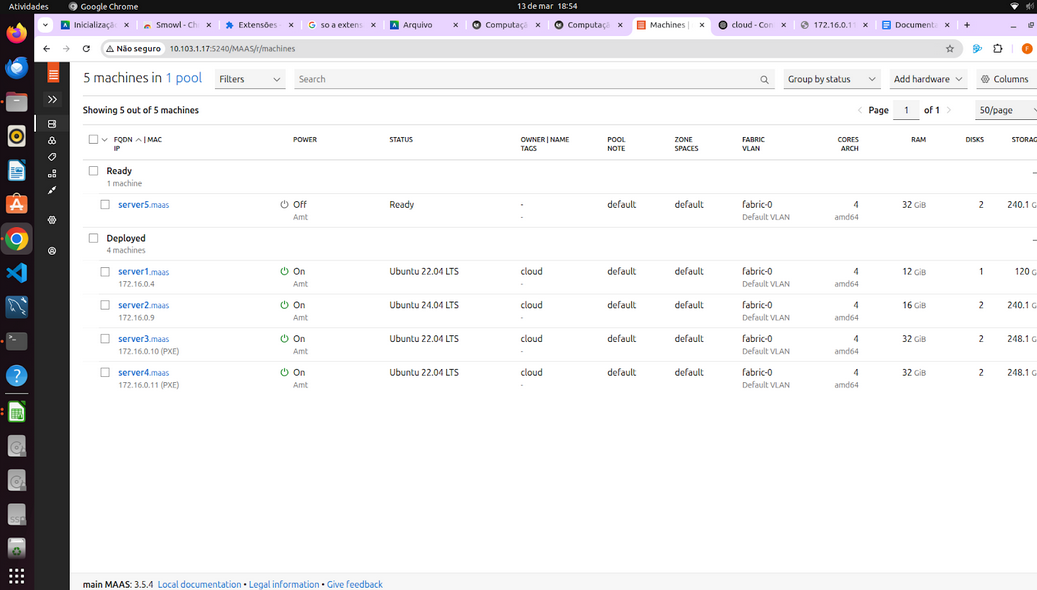 Atividades Google Chrome 13 de mar 18:54
Inicialização Smowl - Ch Extensões so a extens Arquivo Computaçã Computaçã Machines | cloud - Con 172.16.0.11 Documenta
Não seguro 10.103.1.17:5240/MAAS/r/machines
5 machines in 1 pool Filters Search Group by status Add hardware Columns
Showing 5 out of 5 machines Page 1 of 1 50/page
FQDN | MAC POWER STATUS OWNER | NAME POOL ZONE FABRIC CORES RAM DISKS STORAG
IP TAGS NOTE SPACES VLAN ARCH
Ready
1 machine
server5.maas Off Ready - default default fabric-0 4 32 GiB 2 240.1 G
Amt - Default VLAN amd64
Deployed
4 machines
server1.maas On Ubuntu 22.04 LTS cloud default default fabric-0 4 12 GiB 1 120 G
172.16.0.4 Amt - Default VLAN amd64
server2.maas On Ubuntu 24.04 LTS cloud default default fabric-0 4 16 GiB 2 240.1 G
172.16.0.9 Amt - Default VLAN amd64
server3.maas On Ubuntu 22.04 LTS cloud default default fabric-0 4 32 GiB 2 248.1 G
172.16.0.10 (PXE) Amt - Default VLAN amd64
server4.maas On Ubuntu 22.04 LTS cloud default default fabric-0 4 32 GiB 2 248.1 G
172.16.0.11 (PXE) Amt - Default VLAN amd64
main MAAS: 3.5.4 Local documentation • Legal information • Give feedback